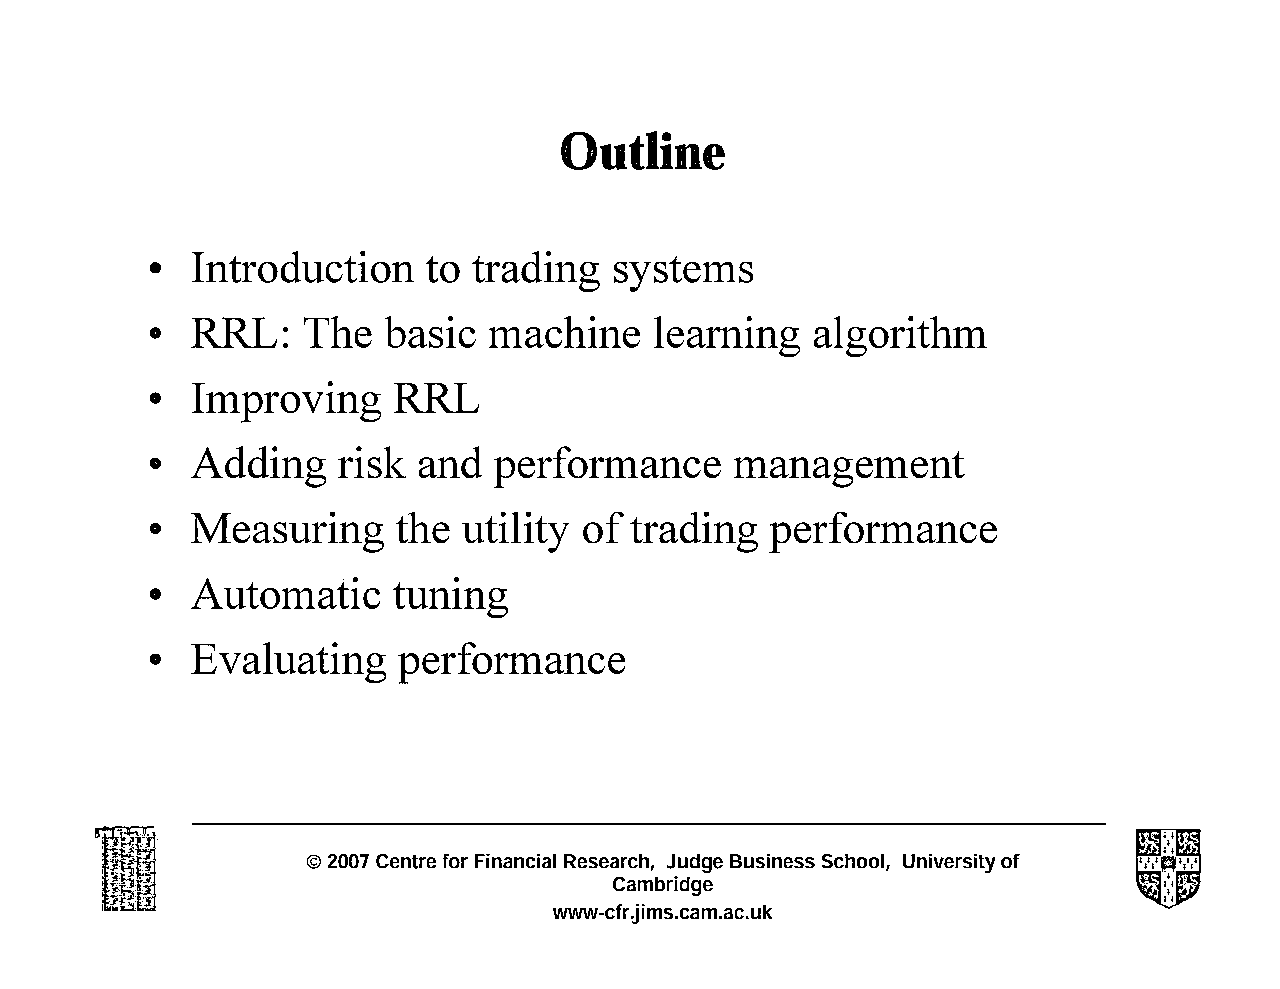 Outline
• Introduction to trading systems
• RRL: The basic machine learning algorithm
• Improving RRL
• Adding risk and performance management
• Measuring the utility of trading performance
• Automatic tuning
• Evaluating performance
© 2007 Centre for Financial Research, Judge Business School, University of
Cambridge
www-cfr.jims.cam.ac.uk